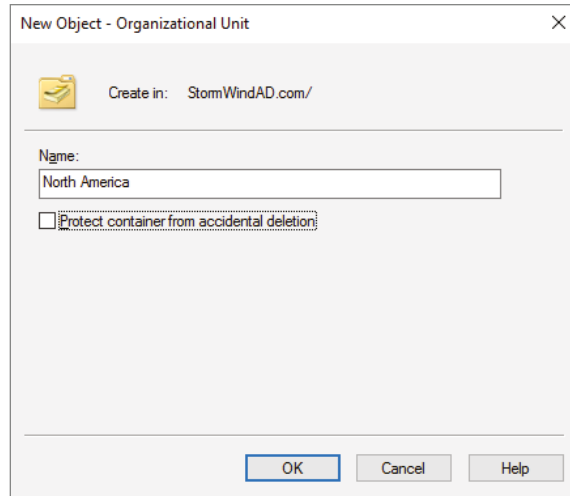 New Object - Organizational Unit
Create in: StormWindAD.com/
Name:
North America
Protect container from accidental deletion
OK Cancel Help